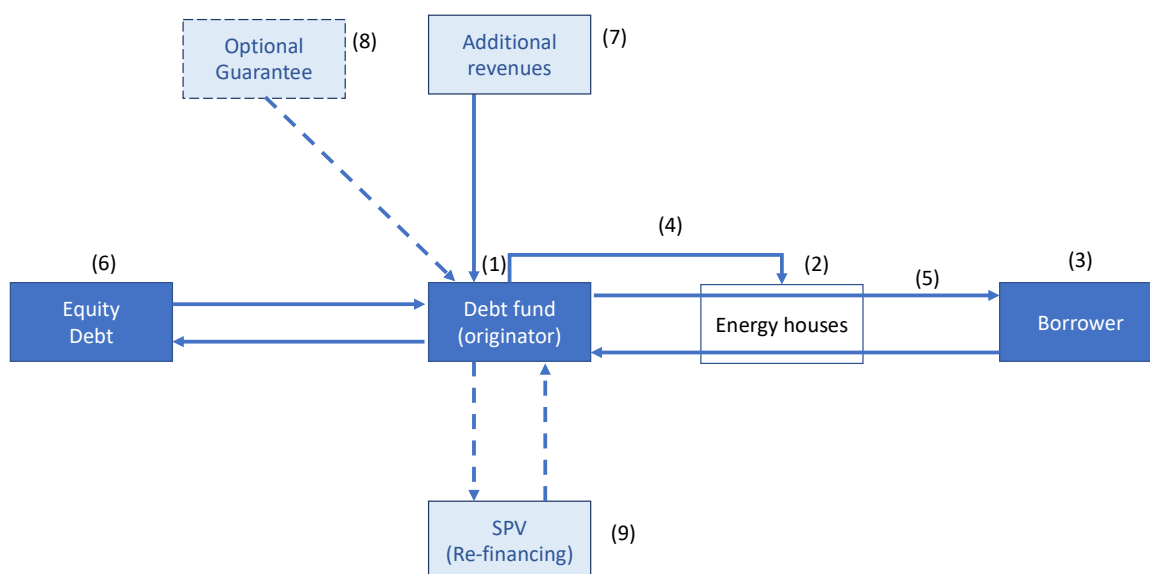 Optional
Guarantee
(8)
Additional
revenues
(7)
(4)
(6)
(1)
(2)
(5)
(3)
Equity
Debt
Debt fund
(originator)
Energy houses
Borrower
SPV
(Re-financing)
(9)